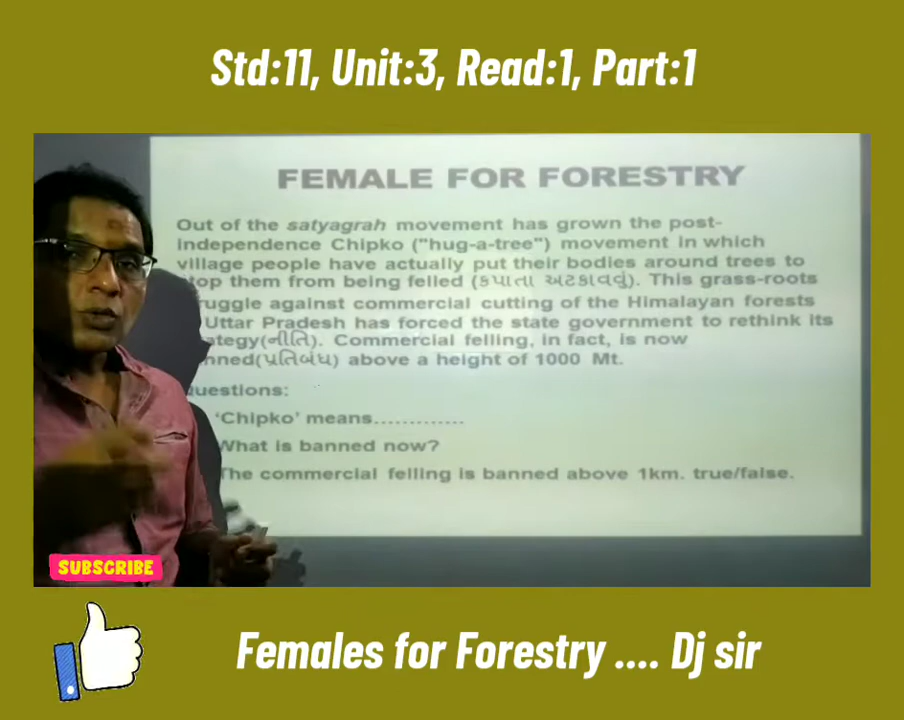 Std:11, Unit:3, Read:1, Part:1
FEMALE FOR FORESTRY
Out of the satyagrah movement has grown the post-
independence Chipko ("hug-a-tree") movement in which
village people have actually put their bodies around trees to
top them from being felled (કપાતા અટકાવવું). This grass-roots
ruggle against commercial cutting of the Himalayan forests
Uttar Pradesh has forced the state government to rethink its
ategy(નીતિ). Commercial felling, in fact, is now
nned(પ્રતિબંધ) above a height of 1000 Mt.
uestions:
‘Chipko’ means.............
What is banned now?
The commercial felling is banned above 1km. true/false.
SUBSCRIBE
Females for Forestry .... Dj sir